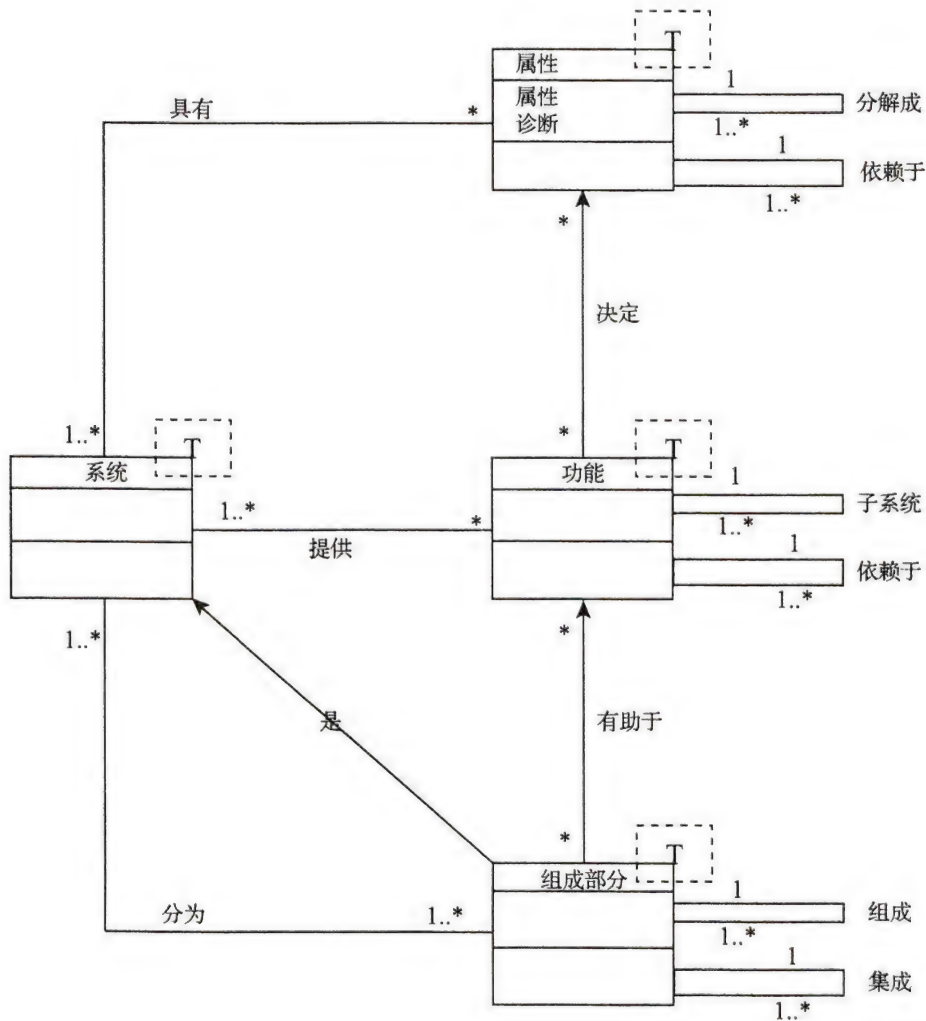 T
属性
属性
诊断
1
分解成
1..*
1
依赖于
1..*
具有
*
*
决定
1..*
T
系统
*
T
功能
1
子系统
1..*
1
依赖于
1..*
1..*
*
提供
1..*
*
是
有助于
*
T
组成部分
1
组成
1..*
1
集成
1..*
分为
1..*